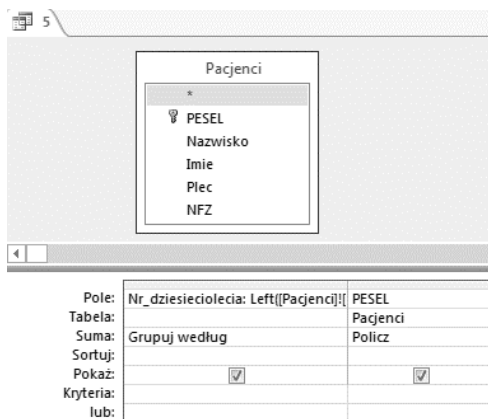 5
Pacjenci
*
PESEL
Nazwisko
Imie
Plec
NFZ
Pole: Nr_dziesieciolecia: Left([Pacjenci]![ PESEL
Tabela: Pacjenci
Suma: Grupuj według Policz
Sortuj:
Pokaż:
Kryteria:
lub: